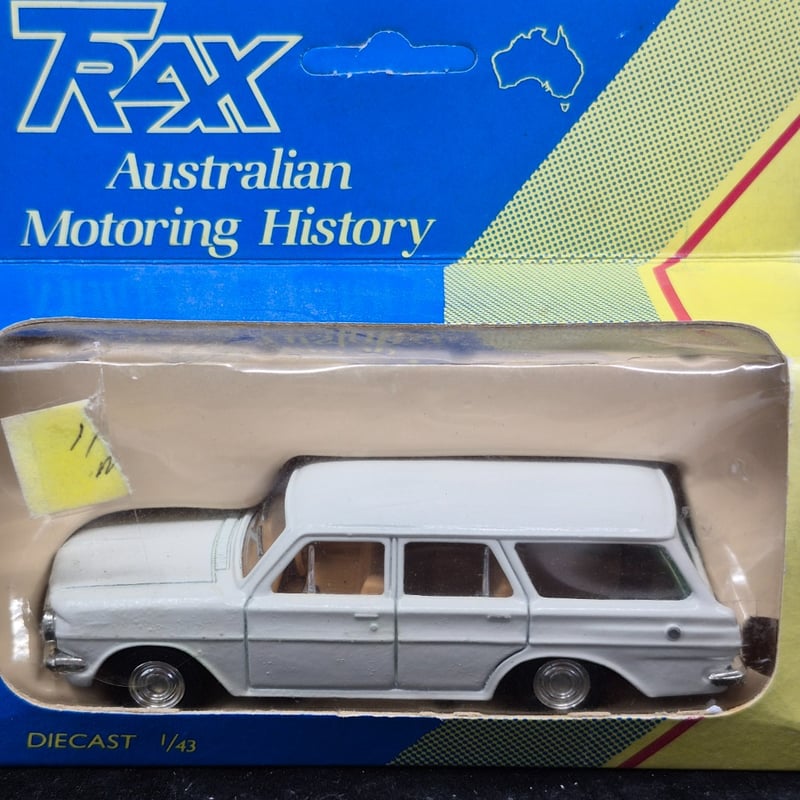 TRAX
Australian
Motoring History
DIECAST 1/43